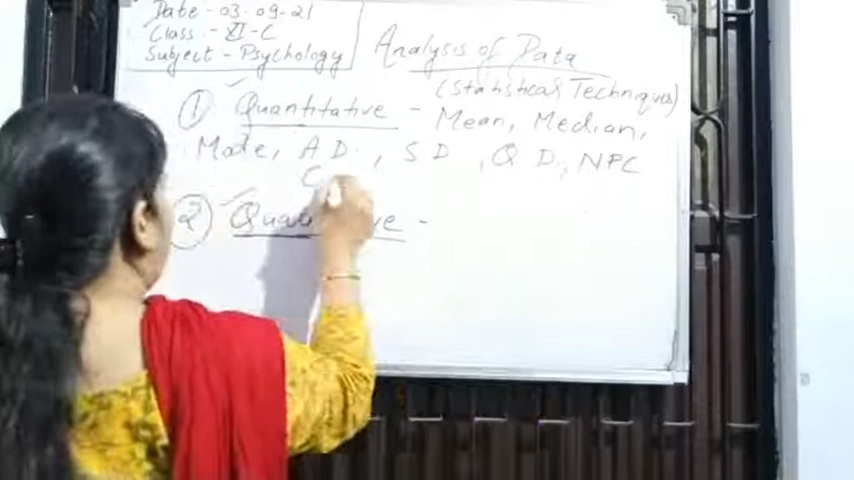 Date - 03.09-21
Class - XI-C
Subject - Psychology
Analysis of Data
(Statistical Techniques)
① Quantitative - Mean, Median,
Mode, A D., S D , Q D., NPC
C
② -